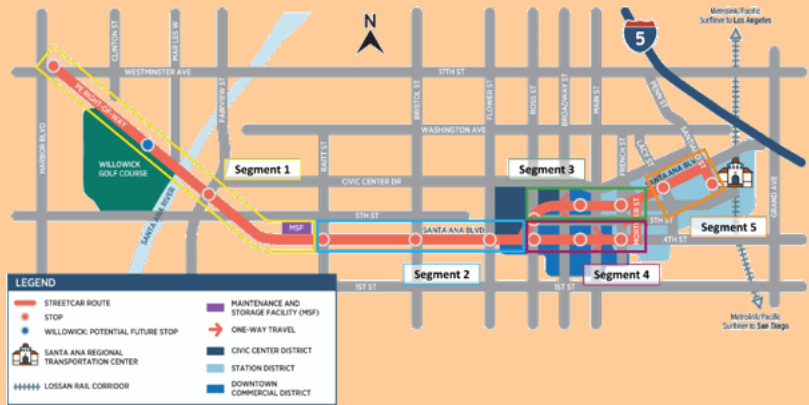 Metrolink/Pacific
Surfliner to Los Angeles
N
5
CLINTON ST
WESTMINSTER AVE
17TH ST
PE RIGHT-OF-WAY
HARBOR BLVD
FAIRVIEW ST
BRISTOL ST
FLOWER ST
ROSS ST
BROADWAY ST
MAIN ST
PENN ST
WASHINGTON AVE
FRENCH ST
LACY ST
RAITT ST
WILLOWICK
GOLF COURSE
Segment 1
Segment 3
SANTA ANA BLVD
CIVIC CENTER DR
SANTA ANA RIVER
GRAND AVE
5TH ST
MSF
SANTA ANA BLVD
5TH ST
Segment 5
4TH ST
Segment 2
Segment 4
1ST ST
1ST ST
LEGEND
STREETCAR ROUTE
STOP
WILLOWICK: POTENTIAL FUTURE STOP
SANTA ANA REGIONAL
TRANSPORTATION CENTER
LOSSAN RAIL CORRIDOR
MAINTENANCE AND
STORAGE FACILITY (MSF)
ONE-WAY TRAVEL
CIVIC CENTER DISTRICT
STATION DISTRICT
DOWNTOWN
COMMERCIAL DISTRICT
Metrolink/Pacific
Surfliner to San Diego